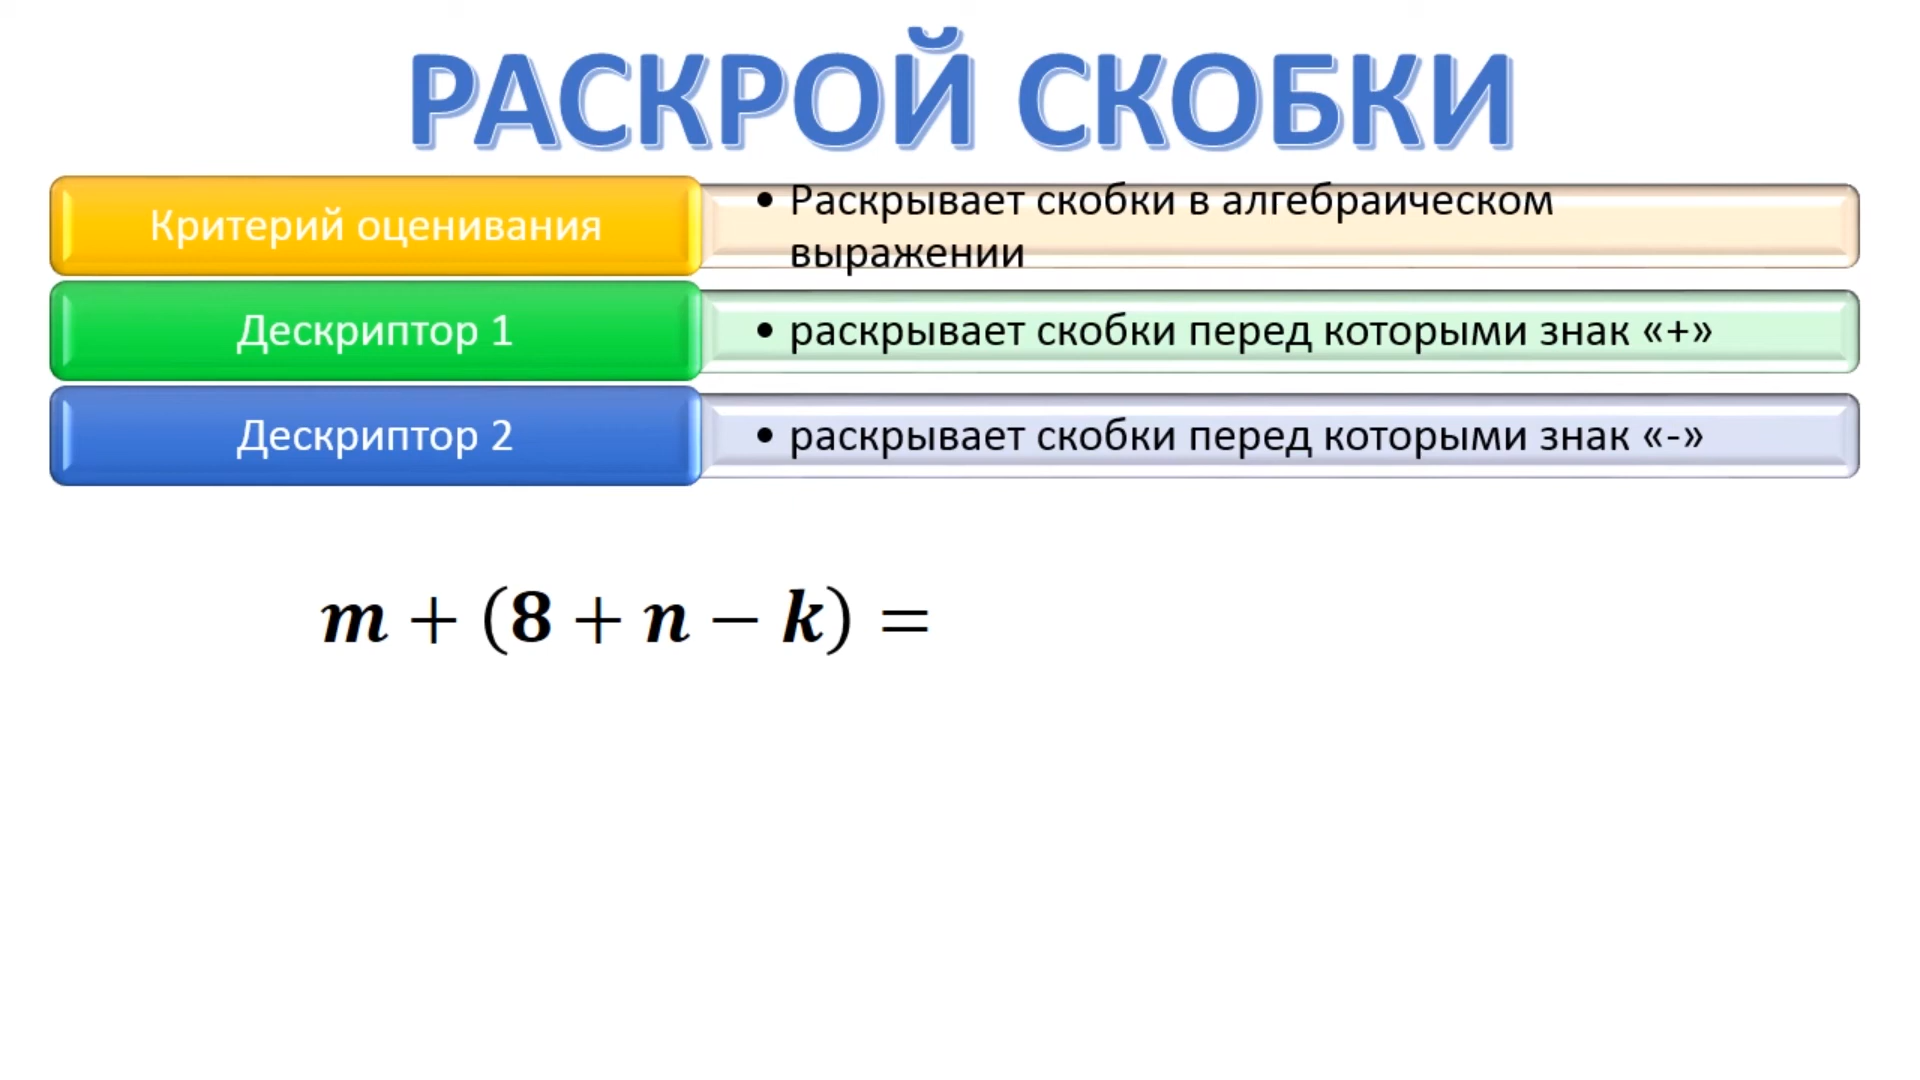 РАСКРОЙ СКОБКИ
Критерий оценивания
• Раскрывает скобки в алгебраическом
выражении
Дескриптор 1
• раскрывает скобки перед которыми знак «+»
Дескриптор 2
• раскрывает скобки перед которыми знак «-»
m + (8 + n − k) =